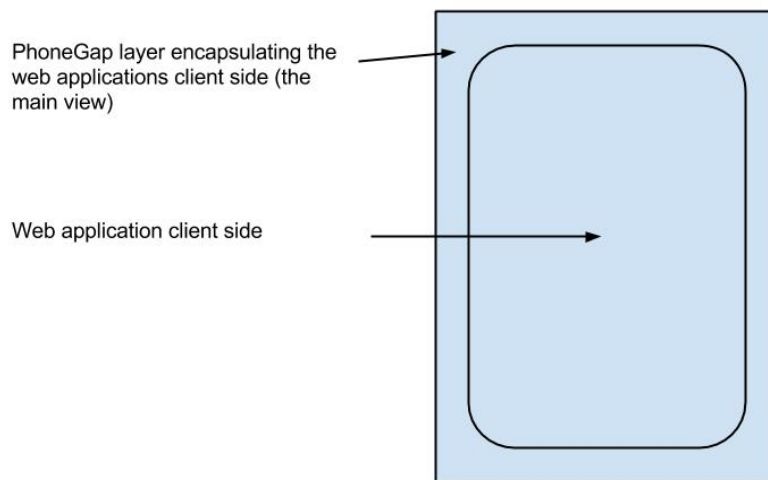 PhoneGap layer encapsulating the
web applications client side (the
main view)
Web application client side